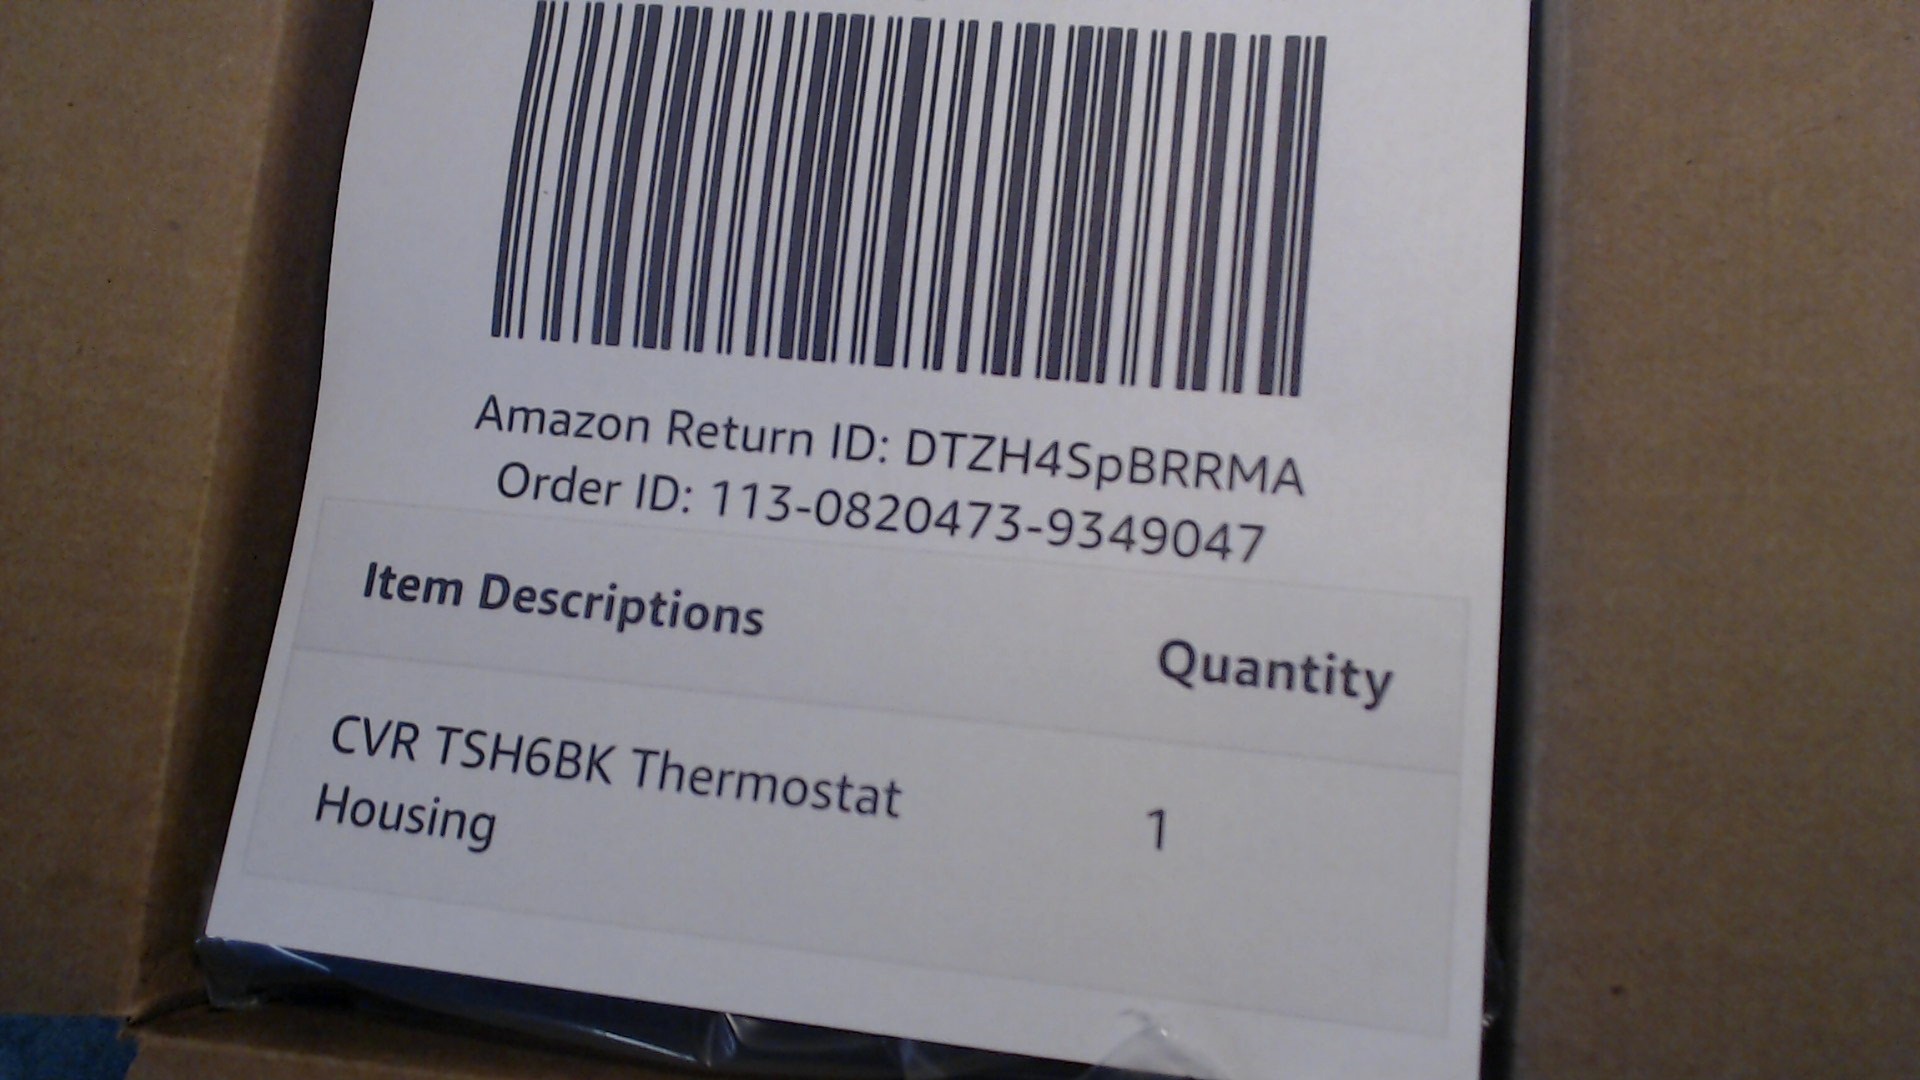 Amazon Return ID: DTZH4SpBRRMA
Order ID: 113-0820473-9349047
Item Descriptions Quantity
CVR TSH6BK Thermostat
Housing 1